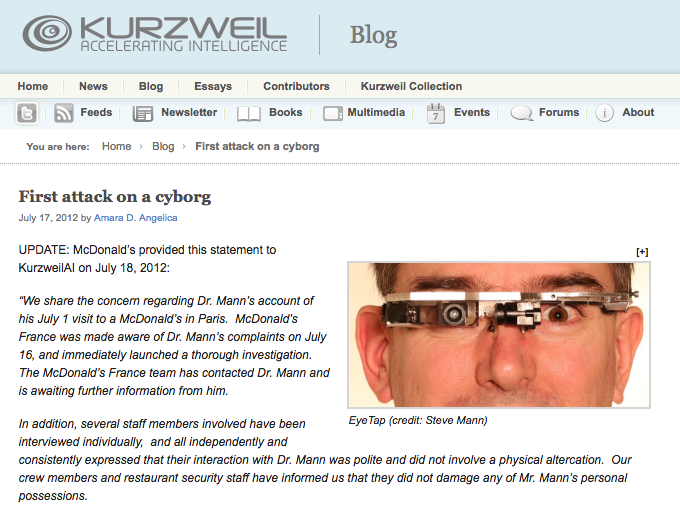 KURZWEIL
ACCELERATING INTELLIGENCE
Blog
Home News Blog Essays Contributors Kurzweil Collection
Feeds Newsletter Books Multimedia 7 Events Forums i About
You are here: Home › Blog › First attack on a cyborg
First attack on a cyborg
July 17, 2012 by Amara D. Angelica
UPDATE: McDonald's provided this statement to
KurzweilAI on July 18, 2012:
[+]
“We share the concern regarding Dr. Mann’s account of
his July 1 visit to a McDonald’s in Paris.  McDonald’s
France was made aware of Dr. Mann’s complaints on July
16, and immediately launched a thorough investigation.
The McDonald’s France team has contacted Dr. Mann and
is awaiting further information from him.
EyeTap (credit: Steve Mann)
In addition, several staff members involved have been
interviewed individually,  and all independently and
consistently expressed that their interaction with Dr. Mann was polite and did not involve a physical altercation.  Our
crew members and restaurant security staff have informed us that they did not damage any of Mr. Mann’s personal
possessions.